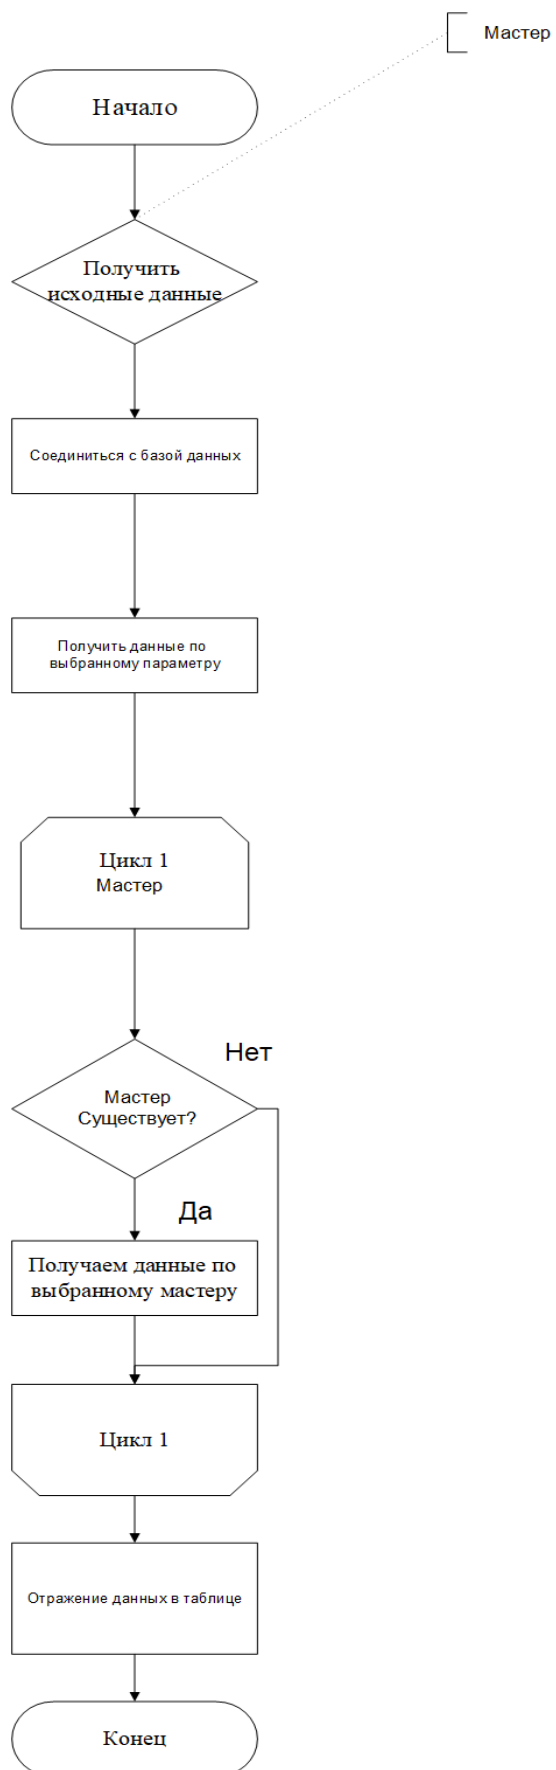 Мастер
Начало
Получить
исходные данные
Соединиться с базой данных
Получить данные по
выбранному параметру
Цикл 1
Мастер
Нет
Мастер
Существует?
Да
Получаем данные по
выбранному мастеру
Цикл 1
Отражение данных в таблице
Конец